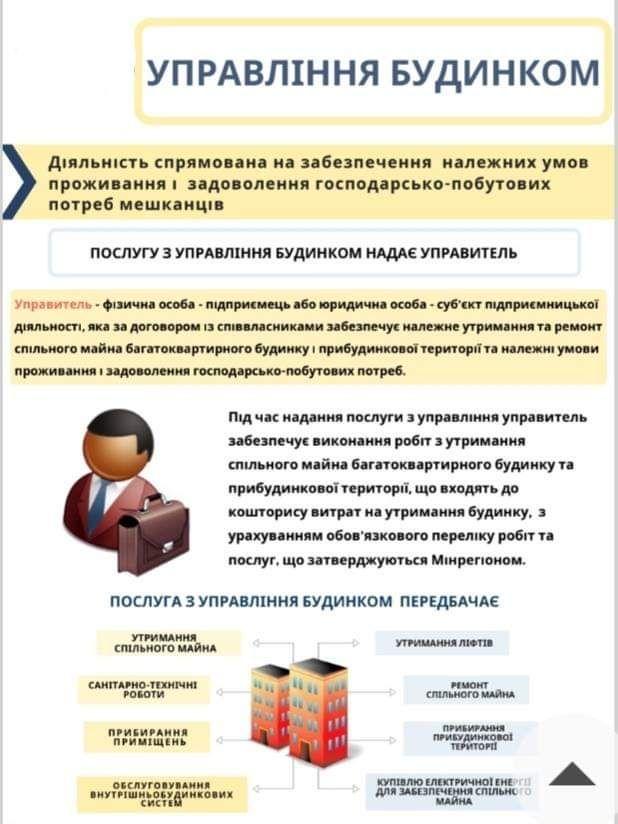 УПРАВЛІННЯ БУДИНКОМ
Діяльність спрямована на забезпечення належних умов
проживання і задоволення господарсько-побутових
потреб мешканців
ПОСЛУГУ З УПРАВЛІННЯ БУДИНКОМ НАДАЄ УПРАВИТЕЛЬ
Управитель - фізична особа - підприємець або юридична особа - суб'єкт підприємницької
діяльності, яка за договором із співвласниками забезпечує належне утримання та ремонт
спільного майна багатоквартирного будинку і прибудинкової території та належні умови
проживання і задоволення господарсько-побутових потреб.
Під час надання послуги з управління управитель
забезпечує виконання робіт з утримання
спільного майна багатоквартирного будинку та
прибудинкової території, що входять до
кошторису витрат на утримання будинку, з
урахуванням обов'язкового переліку робіт та
послуг, що затверджуються Мінрегіоном.
ПОСЛУГА З УПРАВЛІННЯ БУДИНКОМ ПЕРЕДБАЧАЄ
УТРИМАННЯ
СПІЛЬНОГО МАЙНА
УТРИМАННЯ ЛІФТІВ
САНІТАРНО-ТЕХНІЧНІ
РОБОТИ
РЕМОНТ
СПІЛЬНОГО МАЙНА
ПРИБИРАННЯ
ПРИМІЩЕНЬ
ПРИБИРАННЯ
ПРИБУДИНКОВОЇ
ТЕРИТОРІЇ
ОБСЛУГОВУВАННЯ
ВНУТРІШНЬОБУДИНКОВИХ
СИСТЕМ
КУПІВЛЮ ЕЛЕКТРИЧНОЇ ЕНЕРГІЇ
ДЛЯ ЗАБЕЗПЕЧЕННЯ СПІЛЬНОГО
МАЙНА